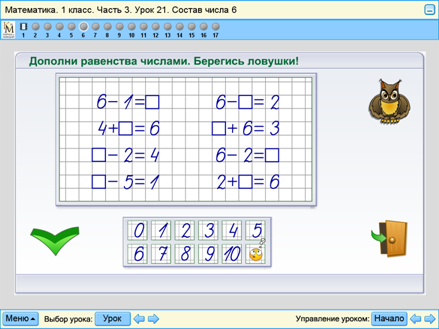 Математика. 1 класс. Часть 3. Урок 21. Состав числа 6
1 2 3 4 5 6 7 8 9 10 11 12 13 14 15 16 17
Дополни равенства числами. Берегись ловушки!
6-1=□ 6-□=2
4+□=6 □+6=3
□-2=4 6-2=□
□-5=1 2+□=6
0 1 2 3 4 5
6 7 8 9 10
Меню Выбор урока: Урок Управление уроком: Начало